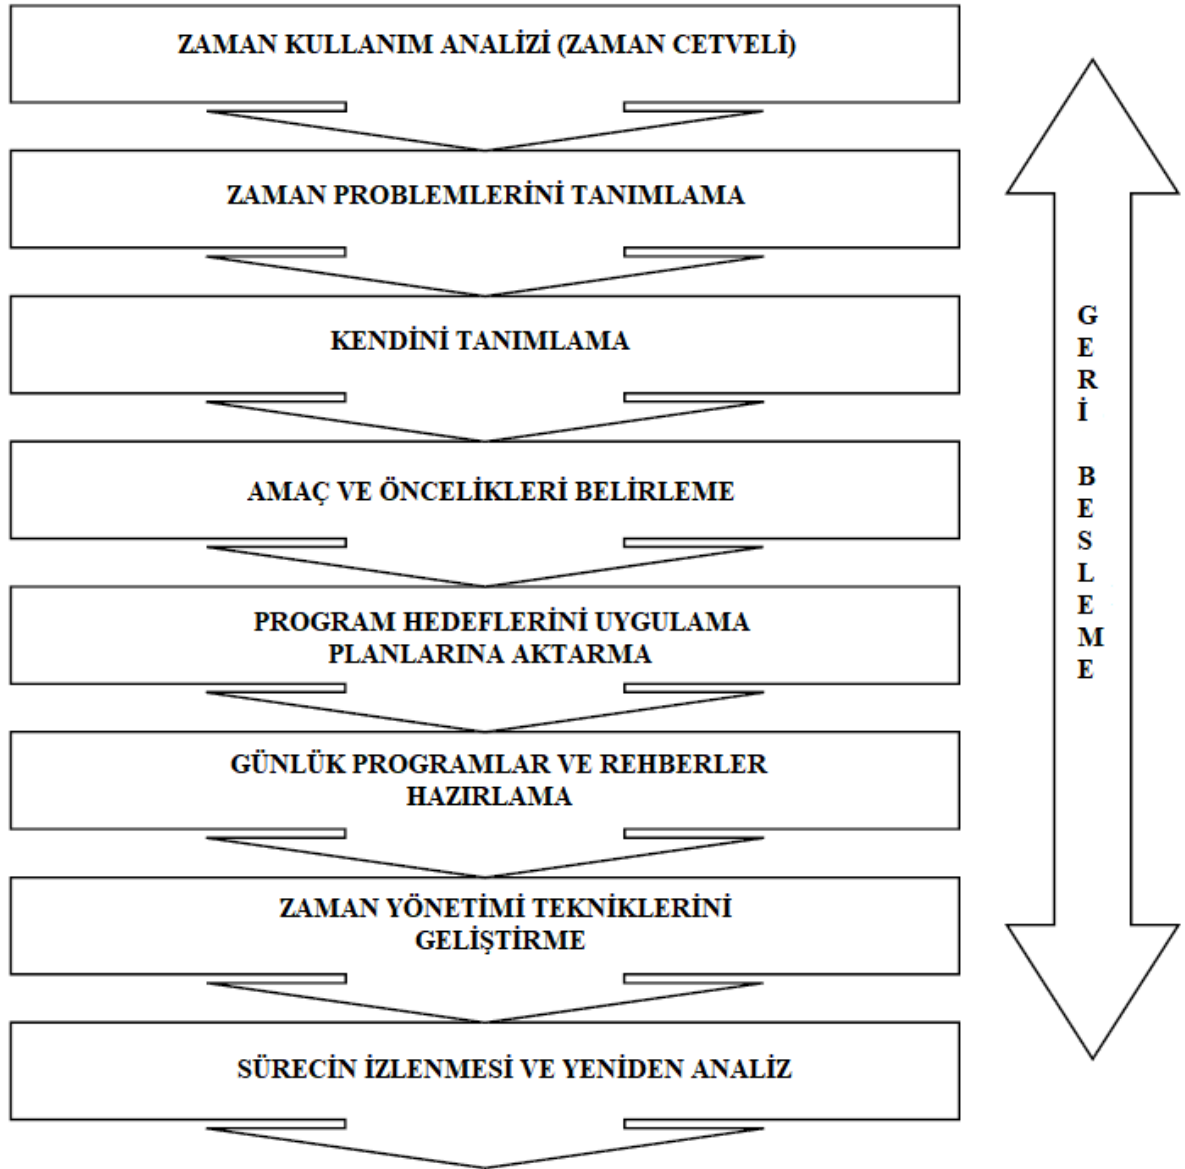 ZAMAN KULLANIM ANALİZİ (ZAMAN CETVELİ)
ZAMAN PROBLEMLERİNİ TANIMLAMA
KENDİNİ TANIMLAMA
AMAÇ VE ÖNCELİKLERİ BELİRLEME
PROGRAM HEDEFLERİNİ UYGULAMA
PLANLARINA AKTARMA
GÜNLÜK PROGRAMLAR VE REHBERLER
HAZIRLAMA
ZAMAN YÖNETİMİ TEKNİKLERİNİ
GELİŞTİRME
SÜRECİN İZLENMESİ VE YENİDEN ANALİZ
GERİ BESLEME